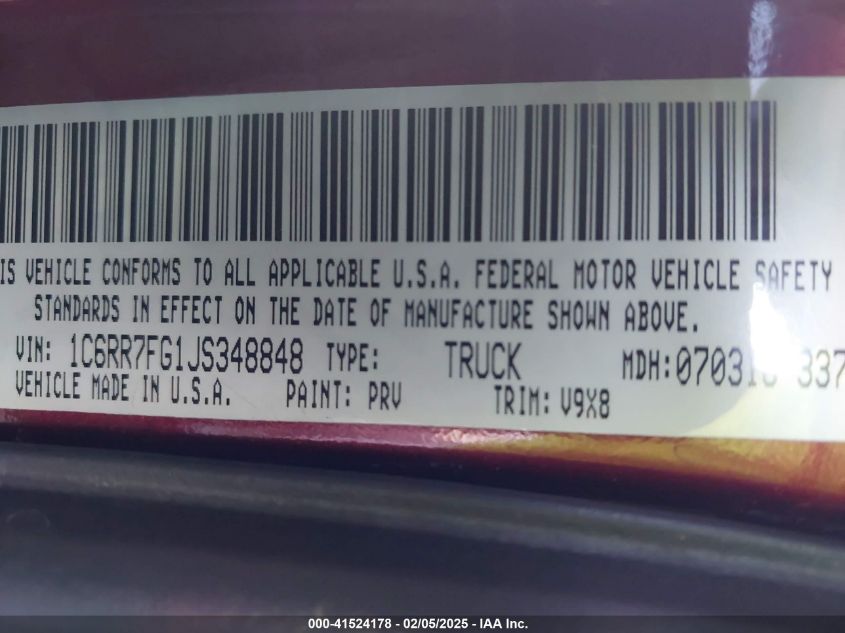 IS VEHICLE CONFORMS TO ALL APPLICABLE U.S.A. FEDERAL MOTOR VEHICLE SAFETY
STANDARDS IN EFFECT ON THE DATE OF MANUFACTURE SHOWN ABOVE.
VIN: 1C6RR7FG1JS348848 TYPE: TRUCK MDH:
VEHICLE MADE IN U.S.A. PAINT: PRV TRIM: V9X8
000-41524178 - 02/05/2025 - IAA Inc.